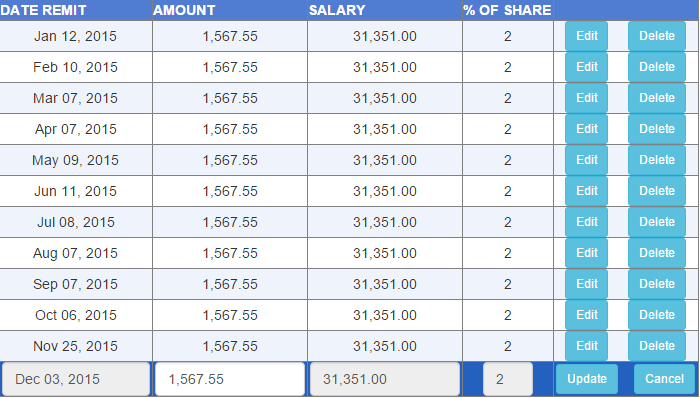 DATE REMIT AMOUNT SALARY % OF SHARE
Jan 12, 2015 1,567.55 31,351.00 2 Edit Delete
Feb 10, 2015 1,567.55 31,351.00 2 Edit Delete
Mar 07, 2015 1,567.55 31,351.00 2 Edit Delete
Apr 07, 2015 1,567.55 31,351.00 2 Edit Delete
May 09, 2015 1,567.55 31,351.00 2 Edit Delete
Jun 11, 2015 1,567.55 31,351.00 2 Edit Delete
Jul 08, 2015 1,567.55 31,351.00 2 Edit Delete
Aug 07, 2015 1,567.55 31,351.00 2 Edit Delete
Sep 07, 2015 1,567.55 31,351.00 2 Edit Delete
Oct 06, 2015 1,567.55 31,351.00 2 Edit Delete
Nov 25, 2015 1,567.55 31,351.00 2 Edit Delete
Dec 03, 2015 1,567.55 31,351.00 2 Update Cancel